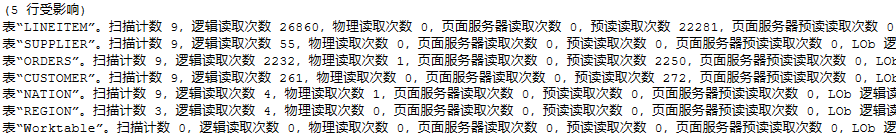 (5 行受影响)
表“LINEITEM”。扫描计数 9, 逻辑读取次数 26860, 物理读取次数 0, 页面服务器读取次数 0, 预读读取次数 22281, 页面服务器预读读取次数 0
表“SUPPLIER”。扫描计数 9, 逻辑读取次数 55, 物理读取次数 0, 页面服务器读取次数 0, 预读读取次数 0, 页面服务器预读读取次数 0, LOb 逻
表“ORDERS”。扫描计数 9, 逻辑读取次数 2232, 物理读取次数 1, 页面服务器读取次数 0, 预读读取次数 2250, 页面服务器预读读取次数 0, LOb
表“CUSTOMER”。扫描计数 9, 逻辑读取次数 261, 物理读取次数 0, 页面服务器读取次数 0, 预读读取次数 272, 页面服务器预读读取次数 0, LOb
表“NATION”。扫描计数 9, 逻辑读取次数 4, 物理读取次数 1, 页面服务器读取次数 0, 预读读取次数 0, 页面服务器预读读取次数 0, LOb 逻辑读
表“REGION”。扫描计数 3, 逻辑读取次数 4, 物理读取次数 0, 页面服务器读取次数 0, 预读读取次数 0, 页面服务器预读读取次数 0, LOb 逻辑读
表“Worktable”。扫描计数 0, 逻辑读取次数 0, 物理读取次数 0, 页面服务器读取次数 0, 预读读取次数 0, 页面服务器预读读取次数 0, LOb